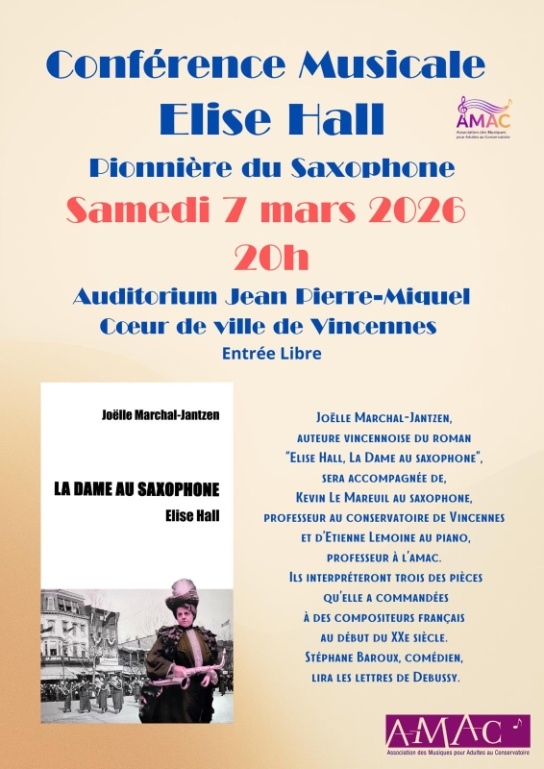 Conférence Musicale
Elise Hall
AMAC
Association des Musiques
pour Adultes au Conservatoire
Pionnière du Saxophone
Samedi 7 mars 2026
20h
Auditorium Jean Pierre-Miquel
Cœur de ville de Vincennes
Entrée Libre
Joëlle Marchal-Jantzen
LA DAME AU SAXOPHONE
Elise Hall
Joëlle Marchal-Jantzen,
auteure vincennoise du roman
"Elise Hall, La Dame au saxophone",
sera accompagnée de,
Kevin Le Mareuil au saxophone,
professeur au conservatoire de Vincennes
et d'Etienne Lemoine au piano,
professeur à l'amac.
Ils interpréteront trois des pièces
qu'elle a commandées
à des compositeurs français
au début du XXe siècle.
Stéphane Baroux, comédien,
lira les lettres de Debussy.
AMAC
Association des Musiques pour Adultes au Conservatoire